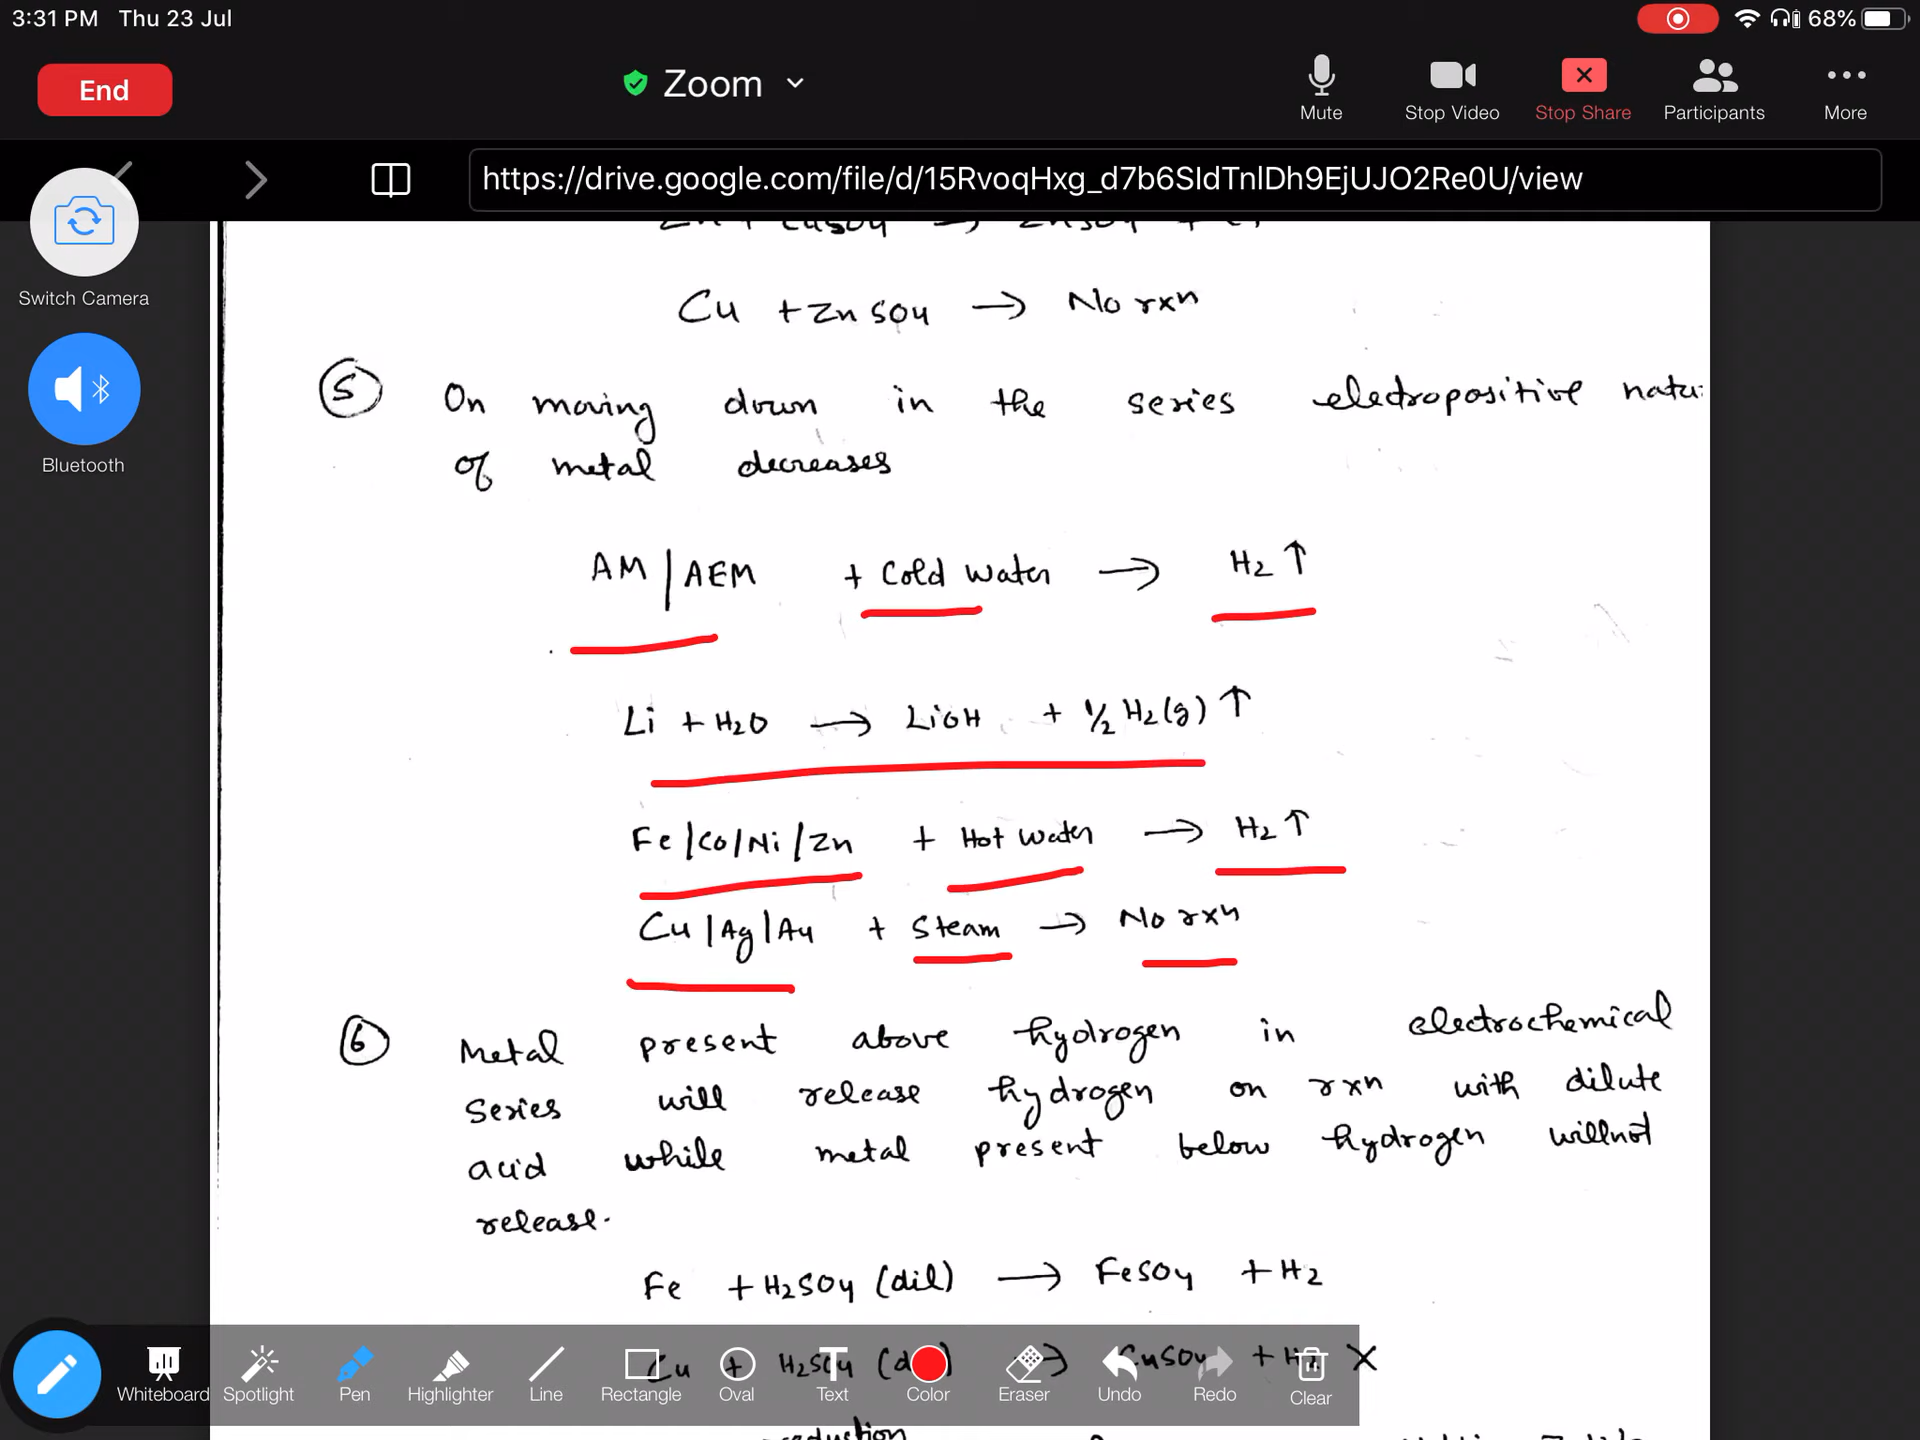 3:31 PM Thu 23 Jul
68%
End
Zoom
Mute
Stop Video
Stop Share
Participants
More
https://drive.google.com/file/d/15RvoqHxg_d7b6SIdTnlDh9EjUJO2Re0U/view
Switch Camera
Bluetooth
Cu + ZnSO4 → No rxn
5 On moving down in the series electropositive natu
of metal decreases
AM | AEM + Cold Water → H2 ↑
Li + H2O → LiOH + 1/2 H2(g) ↑
Fe/Co/Ni/Zn + Hot Water → H2 ↑
Cu/Ag/Au + Steam → No rxn
6 Metal present above hydrogen in electrochemical
Series will release hydrogen on rxn with dilute
acid while metal present below hydrogen willnot
release.
Fe + H2SO4 (dil) → FeSO4 + H2
Cu + H2SO4 → CuSO4 + H2 X
Whiteboard
Spotlight
Pen
Highlighter
Line
Rectangle
Oval
Text
Color
Eraser
Undo
Redo
Clear